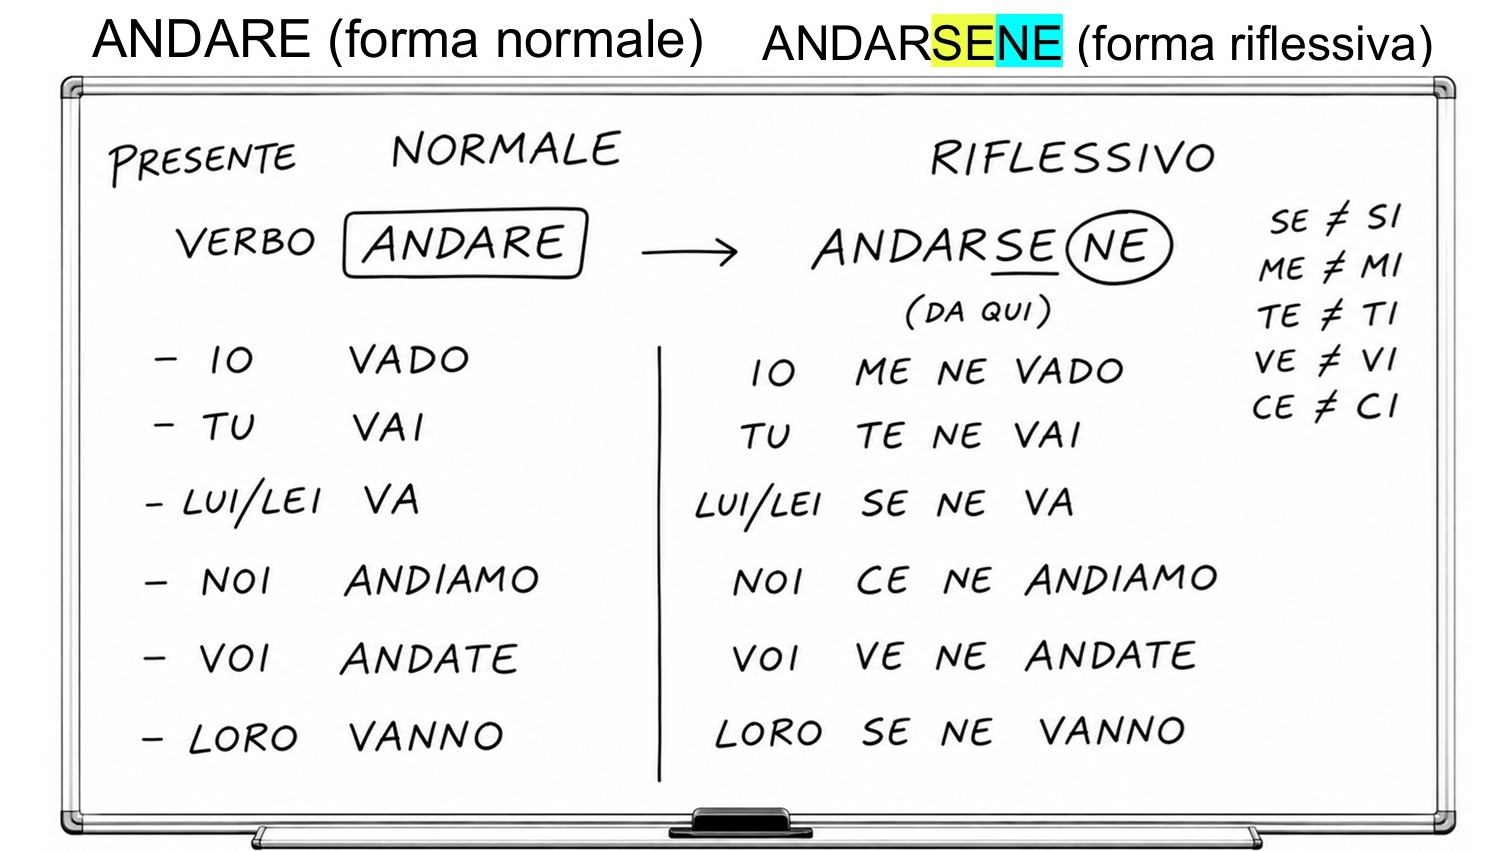 ANDARE (forma normale) ANDARSENE (forma riflessiva)
PRESENTE NORMALE RIFLESSIVO
VERBO ANDARE → ANDARSENE
(DA QUI)
SE ≠ SI
ME ≠ MI
TE ≠ TI
VE ≠ VI
CE ≠ CI
- IO VADO
- TU VAI
- LUI/LEI VA
- NOI ANDIAMO
- VOI ANDATE
- LORO VANNO
IO ME NE VADO
TU TE NE VAI
LUI/LEI SE NE VA
NOI CE NE ANDIAMO
VOI VE NE ANDATE
LORO SE NE VANNO